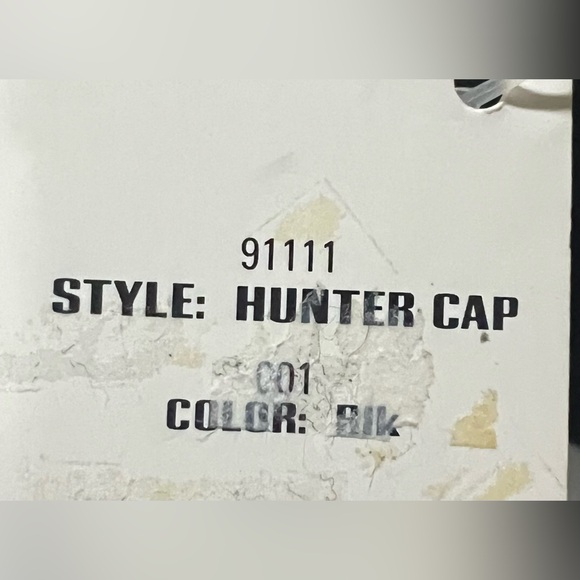 91111
STYLE: HUNTER CAP
001
COLOR: Blk